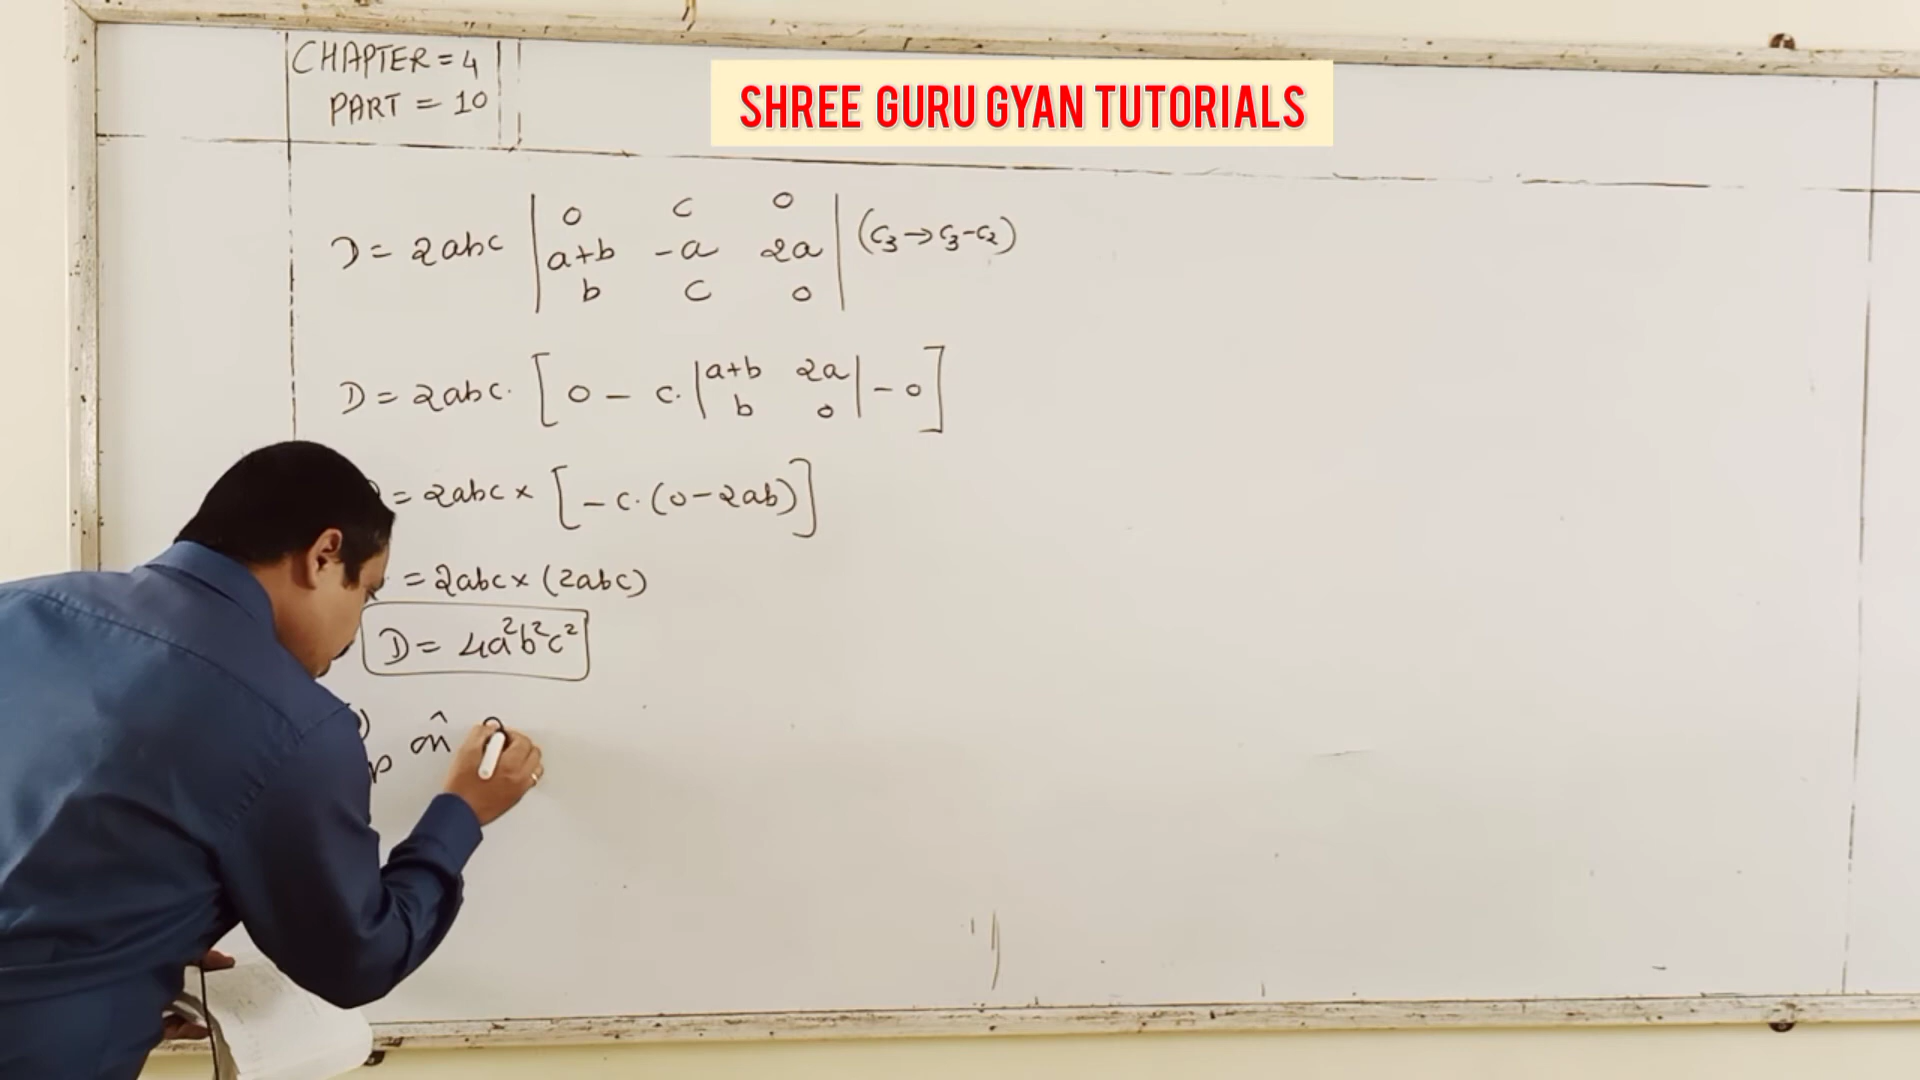 CHAPTER = 4
PART = 10
SHREE GURU GYAN TUTORIALS
D = 2abc | 0 c 0 | (C₃→C₃-C₂)
| a+b -a 2a |
| b c 0 |
D = 2abc. [ 0 - c. | a+b 2a | - 0 ]
| b 0 |
= 2abc × [ - c. (0 - 2ab) ]
= 2abc × (2abc)
D = 4a²b²c²